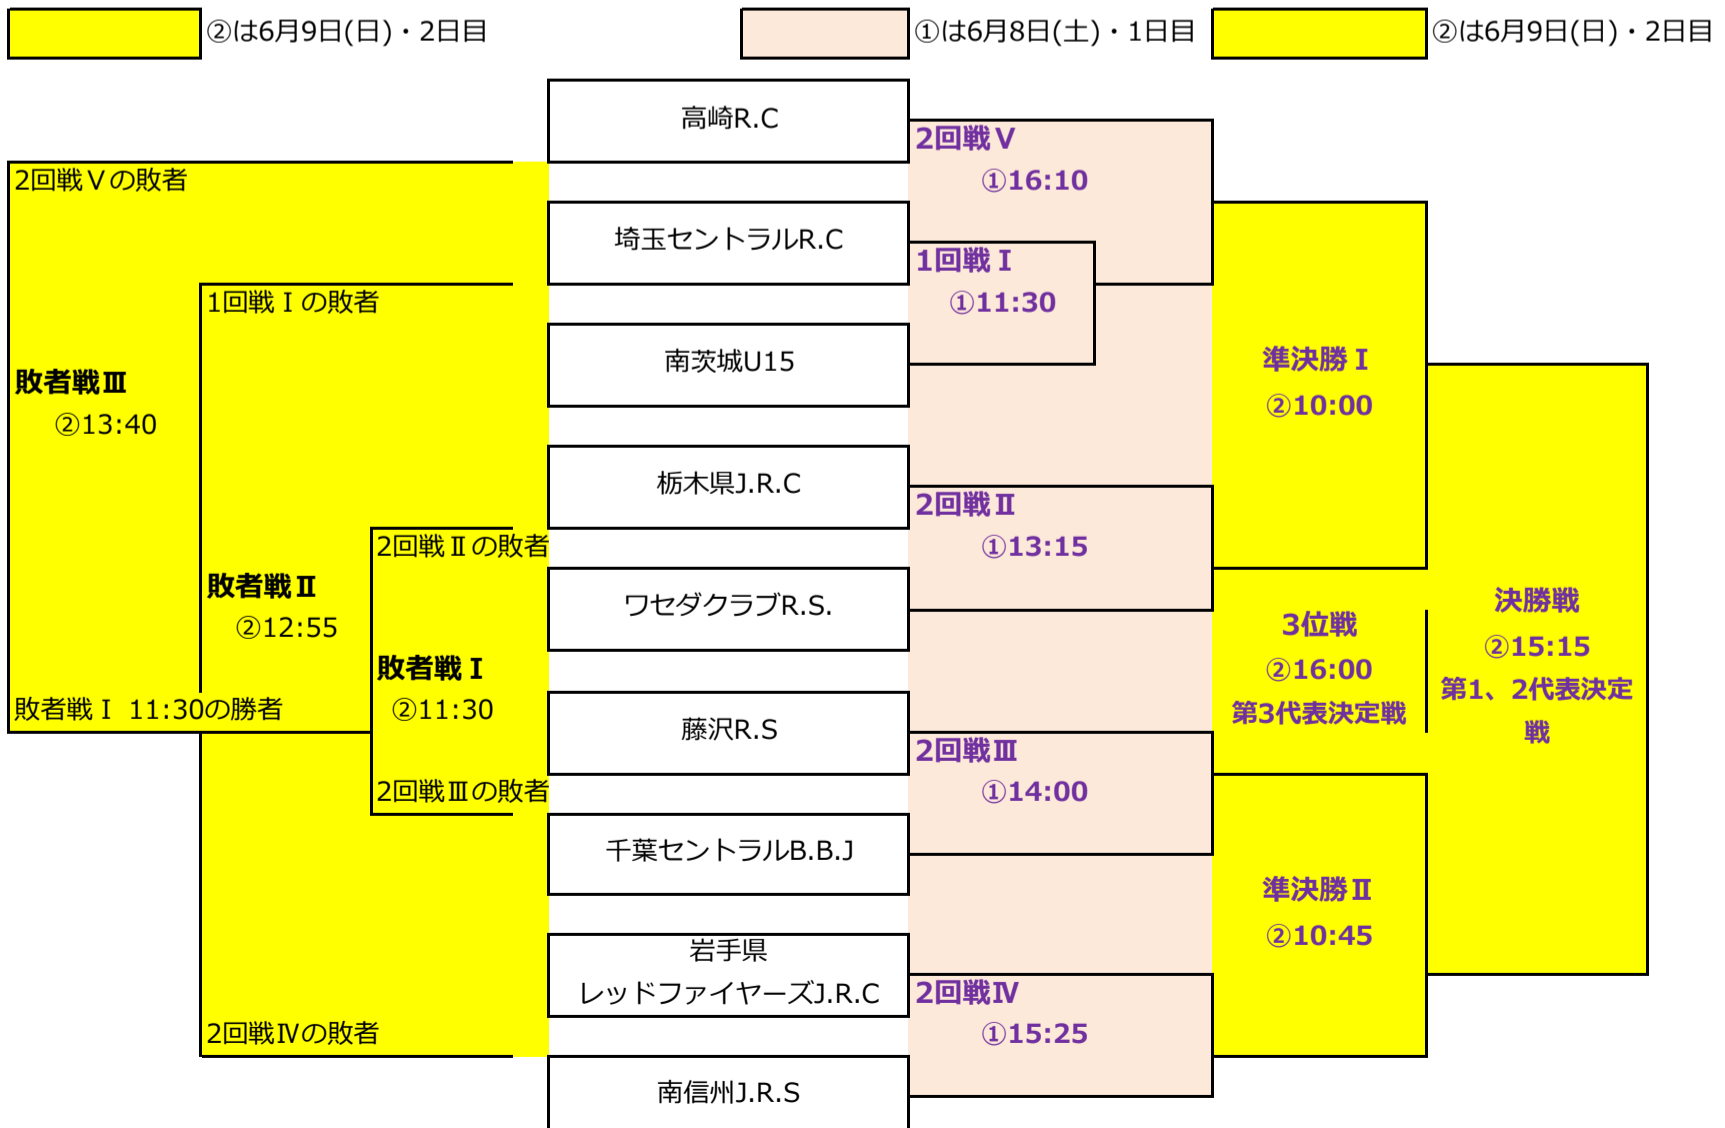 ②は6月9日(日)・2日目
①は6月8日(土)・1日目
②は6月9日(日)・2日目
高崎R.C
2回戦Ⅴ
①16:10
2回戦Ⅴの敗者
埼玉セントラルR.C
1回戦Ⅰ
①11:30
1回戦Ⅰの敗者
南茨城U15
準決勝Ⅰ
②10:00
敗者戦Ⅲ
②13:40
栃木県J.R.C
2回戦Ⅱ
①13:15
2回戦Ⅱの敗者
敗者戦Ⅱ
②12:55
ワセダクラブR.S.
3位戦
②16:00
第3代表決定戦
決勝戦
②15:15
第1、2代表決定
戦
敗者戦Ⅰ
②11:30
敗者戦Ⅰ 11:30の勝者
藤沢R.S
2回戦Ⅲ
①14:00
2回戦Ⅲの敗者
千葉セントラルB.B.J
準決勝Ⅱ
②10:45
岩手県
レッドファイヤーズJ.R.C
2回戦Ⅳ
①15:25
2回戦Ⅳの敗者
南信州J.R.S